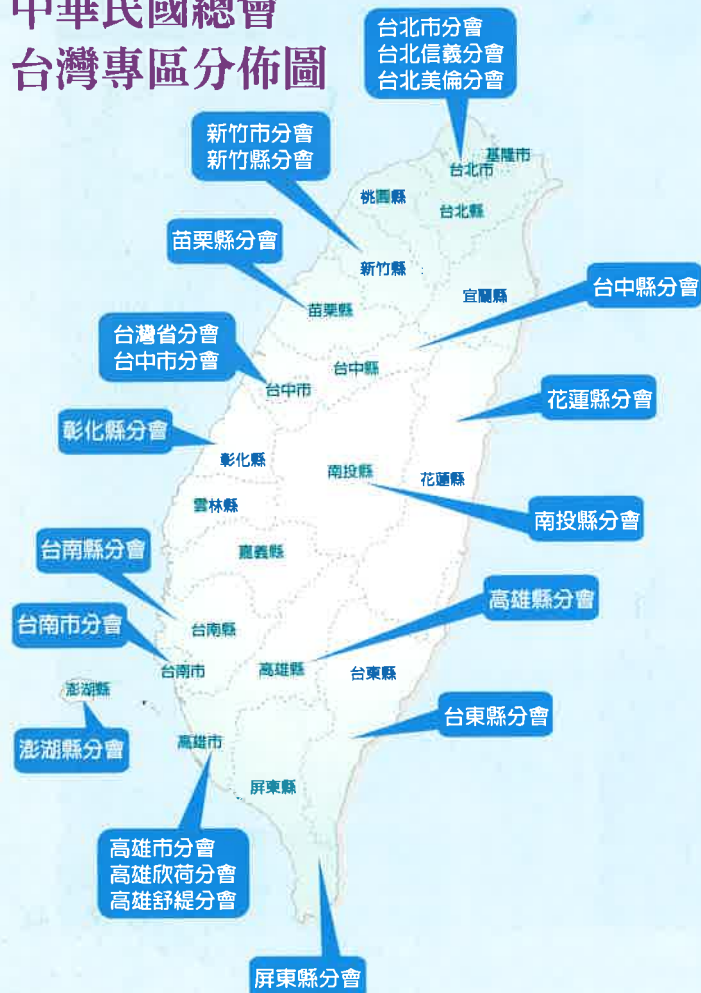 中華民國總會
台灣專區分佈圖
台北市分會
台北信義分會
台北美倫分會
新竹市分會
新竹縣分會
基隆市
台北市
桃園縣
台北縣
苗栗縣分會
新竹縣
宜蘭縣
台中縣分會
苗栗縣
台灣省分會
台中市分會
台中縣
台中市
花蓮縣分會
彰化縣分會
彰化縣
南投縣
花蓮縣
雲林縣
南投縣分會
台南縣分會
嘉義縣
高雄縣分會
台南市分會
台南縣
台南市
高雄縣
台東縣
澎湖縣
台東縣分會
澎湖縣分會
高雄市
屏東縣
高雄市分會
高雄欣荷分會
高雄舒緹分會
屏東縣分會